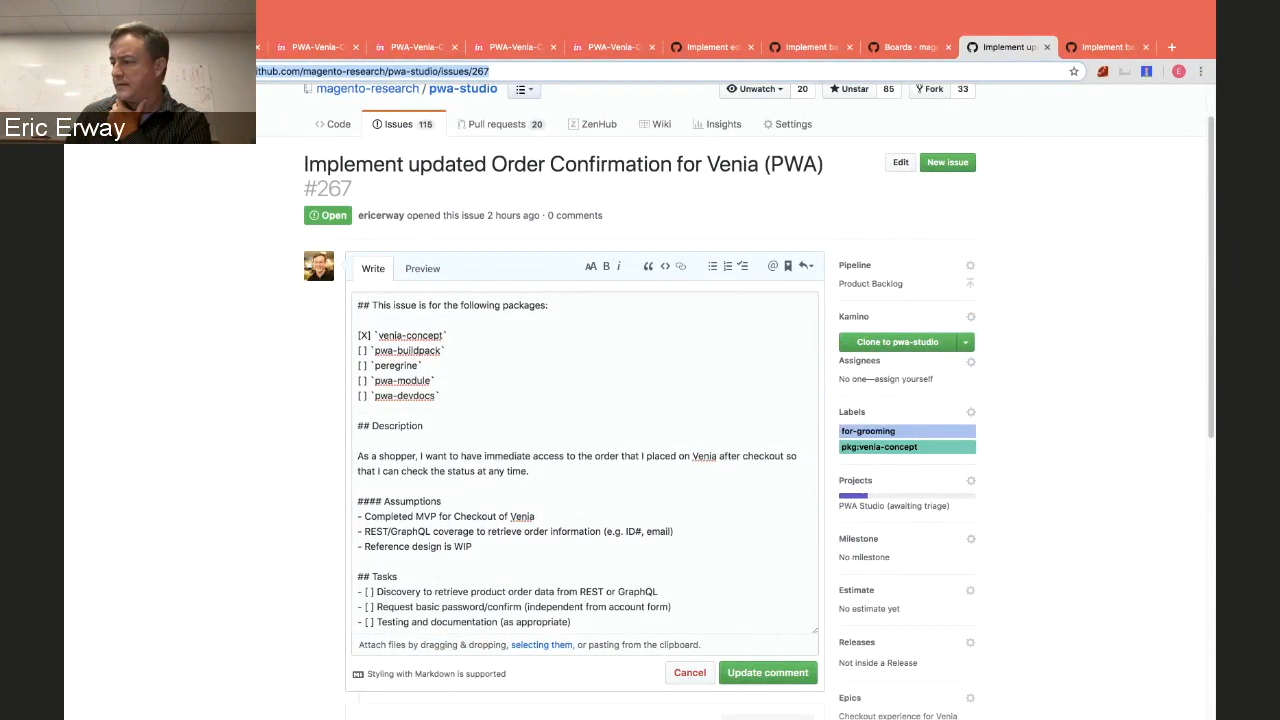 Eric Erway
PWA-Venia-C
PWA-Venia-C
PWA-Venia-C
PWA-Venia-C
Implement ed
Implement ba
Boards · mage
Implement up
Implement ba
ithub.com/magento-research/pwa-studio/issues/267
E
magento-research / pwa-studio
Unwatch 20
Unstar 85
Fork 33
Code
Issues 115
Pull requests 20
ZenHub
Wiki
Insights
Settings
Implement updated Order Confirmation for Venia (PWA)
#267
Edit
New issue
Open
ericerway opened this issue 2 hours ago · 0 comments
Write
Preview
## This issue is for the following packages:
[X] `venia-concept`
[ ] `pwa-buildpack`
[ ] `peregrine`
[ ] `pwa-module`
[ ] `pwa-devdocs`
## Description
As a shopper, I want to have immediate access to the order that I placed on Venia after checkout so
that I can check the status at any time.
#### Assumptions
- Completed MVP for Checkout of Venia
- REST/GraphQL coverage to retrieve order information (e.g. ID#, email)
- Reference design is WIP
## Tasks
- [ ] Discovery to retrieve product order data from REST or GraphQL
- [ ] Request basic password/confirm (independent from account form)
- [ ] Testing and documentation (as appropriate)
Attach files by dragging & dropping, selecting them, or pasting from the clipboard.
Styling with Markdown is supported
Cancel
Update comment
Pipeline
Product Backlog
Kamino
Clone to pwa-studio
Assignees
No one—assign yourself
Labels
for-grooming
pkg:venia-concept
Projects
PWA Studio (awaiting triage)
Milestone
No milestone
Estimate
No estimate yet
Releases
Not inside a Release
Epics
Checkout experience for Venia